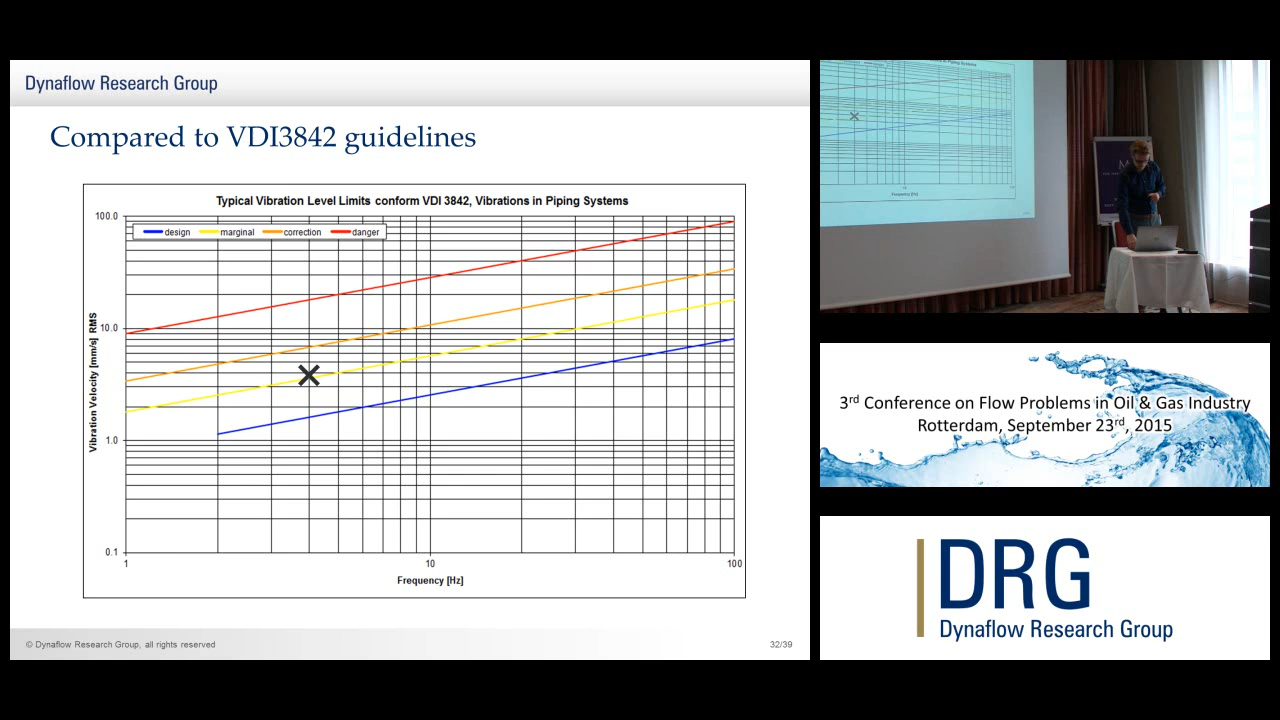 Dynaflow Research Group
Compared to VDI3842 guidelines
Typical Vibration Level Limits conform VDI 3842, Vibrations in Piping Systems
100.0
design marginal correction danger
10.0
Vibration Velocity [mm/s] RMS
1.0
0.1
1 10 100
Frequency [Hz]
© Dynaflow Research Group, all rights reserved
32/39
3rd Conference on Flow Problems in Oil & Gas Industry
Rotterdam, September 23rd, 2015
DRG
Dynaflow Research Group